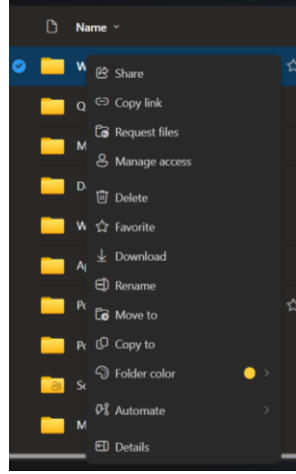 Name
Share
Copy link
Request files
Manage access
Delete
Favorite
Download
Rename
Move to
Copy to
Folder color
Automate
Details